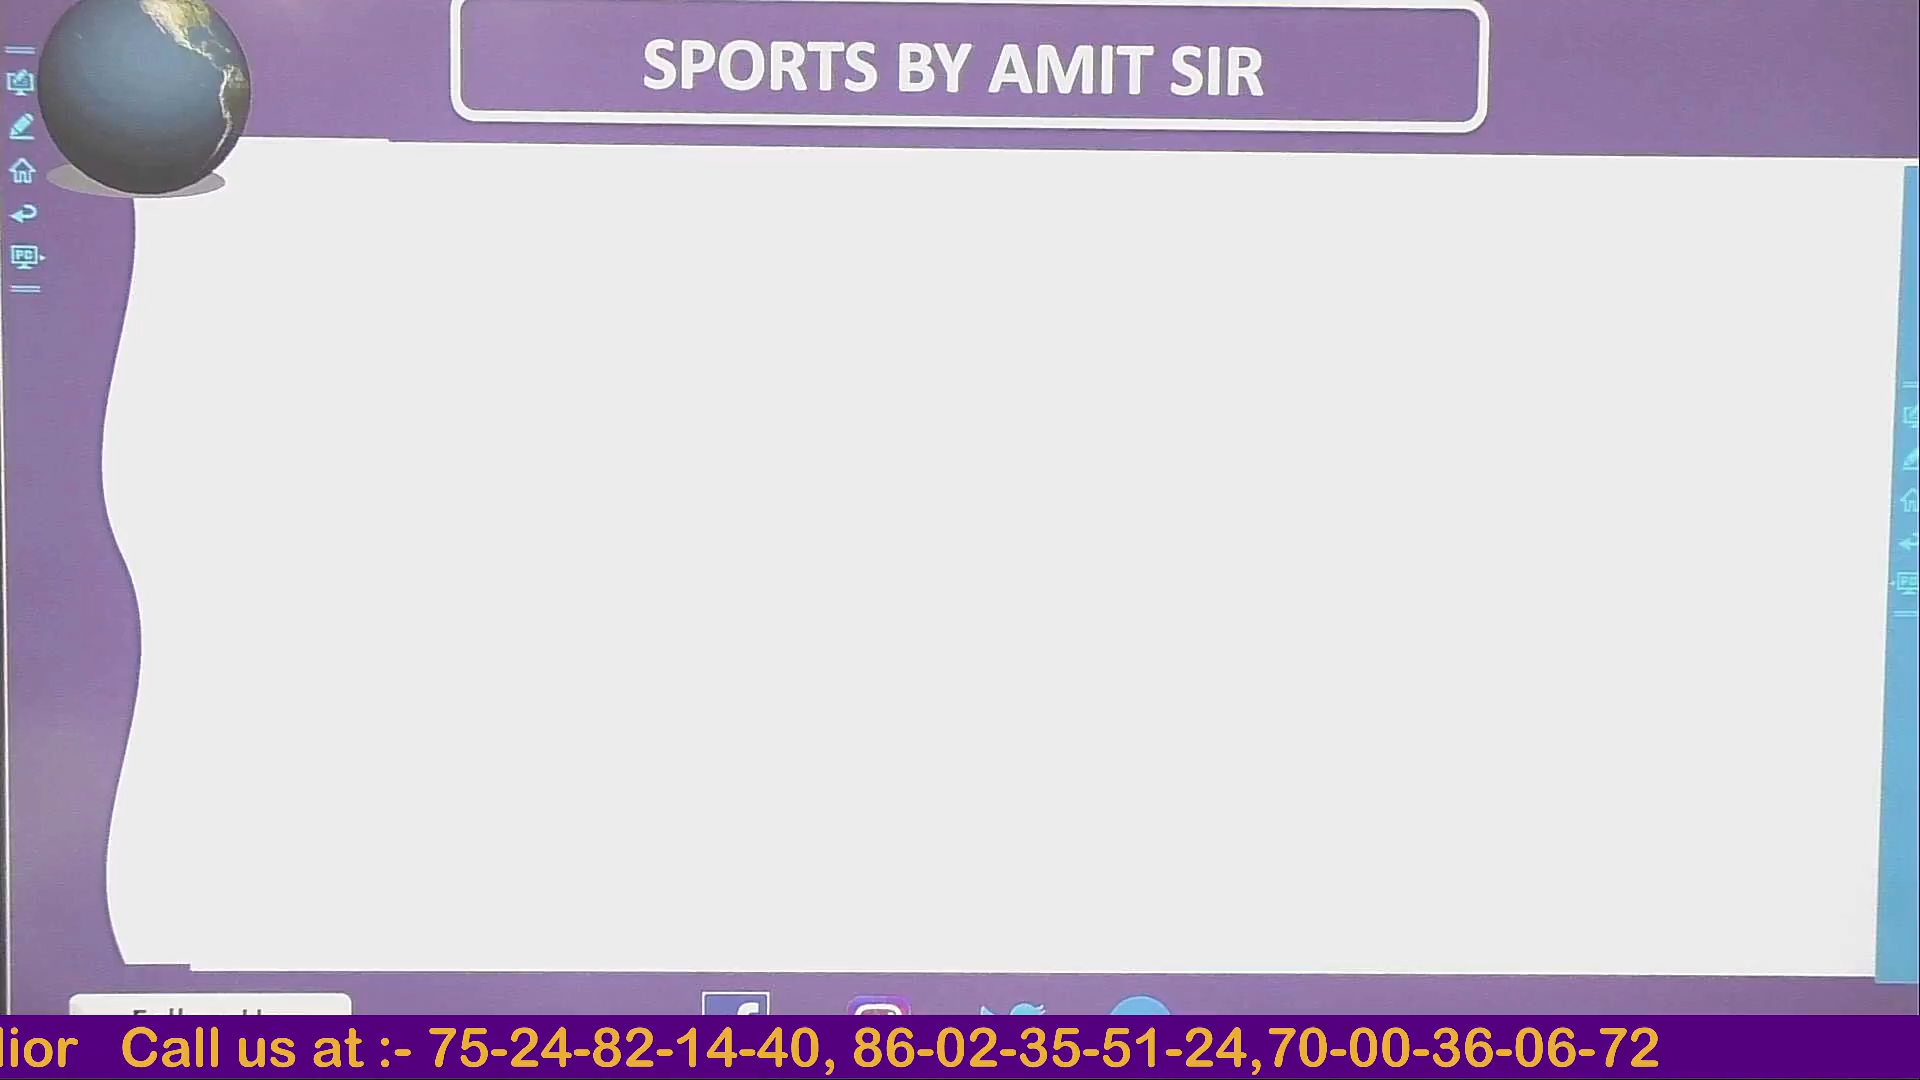 SPORTS BY AMIT SIR
PC
Call us at :- 75-24-82-14-40, 86-02-35-51-24,70-00-36-06-72